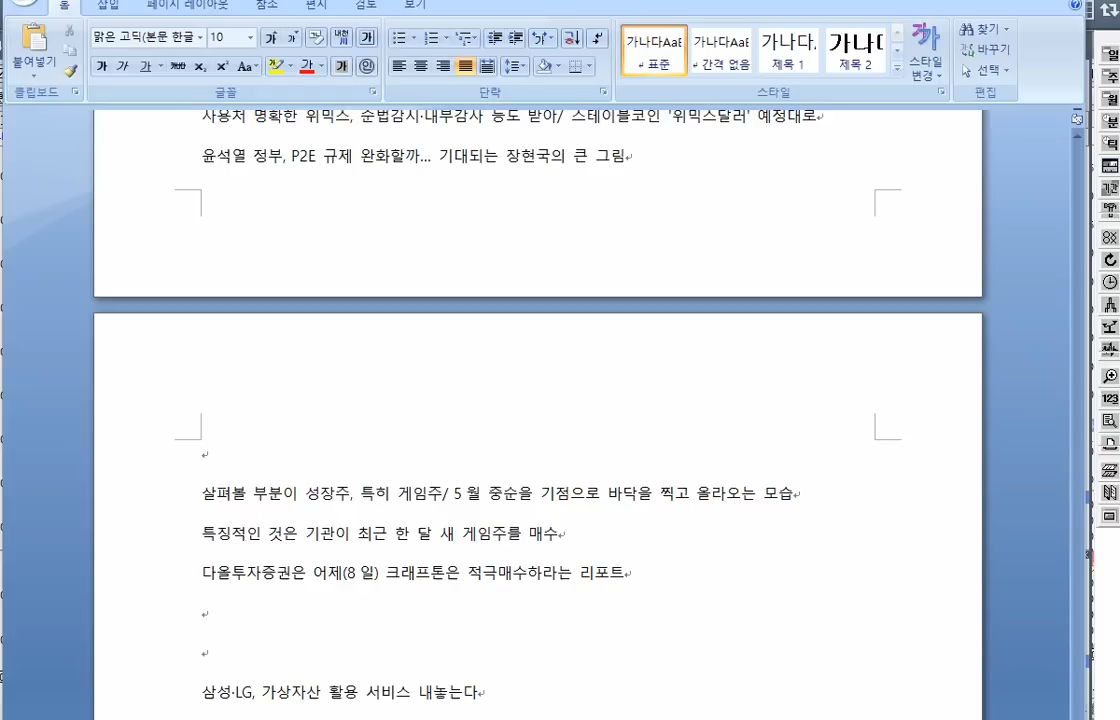 홈 삽입 페이지 레이아웃 참조 편지 검토 보기
붙여넣기
클립보드
맑은 고딕(본문 한글 10
글꼴
단락
가나다AaE 가나다AaE 가나다, 가나다
표준 간격 없음 제목 1 제목 2
스타일 변경
스타일
찾기
바꾸기
선택
편집
사용처 명확한 위믹스, 순법감시·내부감사 등도 받아/ 스테이블코인 '위믹스달러' 예정대로
윤석열 정부, P2E 규제 완화할까... 기대되는 장현국의 큰 그림
살펴볼 부분이 성장주, 특히 게임주/ 5월 중순을 기점으로 바닥을 찍고 올라오는 모습
특징적인 것은 기관이 최근 한 달 새 게임주를 매수
다올투자증권은 어제(8일) 크래프톤은 적극매수하라는 리포트
삼성·LG, 가상자산 활용 서비스 내놓는다
일
주
월
분
틱
기간
123